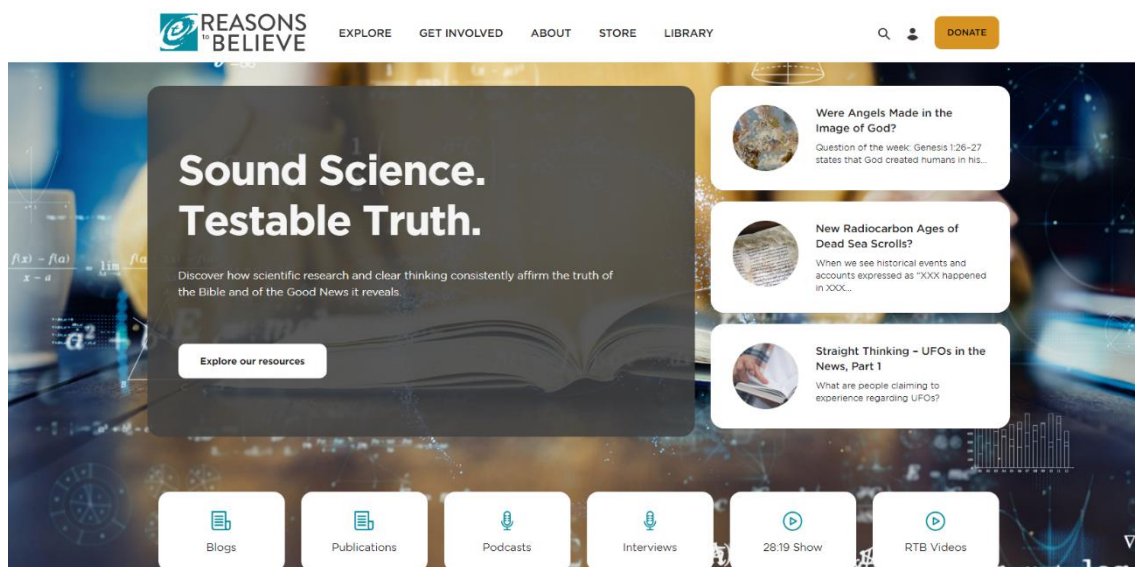 REASONS
to BELIEVE
EXPLORE
GET INVOLVED
ABOUT
STORE
LIBRARY
DONATE
Sound Science.
Testable Truth.
Discover how scientific research and clear thinking consistently affirm the truth of
the Bible and of the Good News it reveals.
Explore our resources
Were Angels Made in the
Image of God?
Question of the week: Genesis 1:26–27
states that God created humans in his...
New Radiocarbon Ages of
Dead Sea Scrolls?
When we see historical events and
accounts expressed as "XXX happened
in XXX...
Straight Thinking – UFOs in the
News, Part 1
What are people claiming to
experience regarding UFOs?
f(x) – f(a)
x – a
lim
Blogs
Publications
Podcasts
Interviews
28:19 Show
RTB Videos